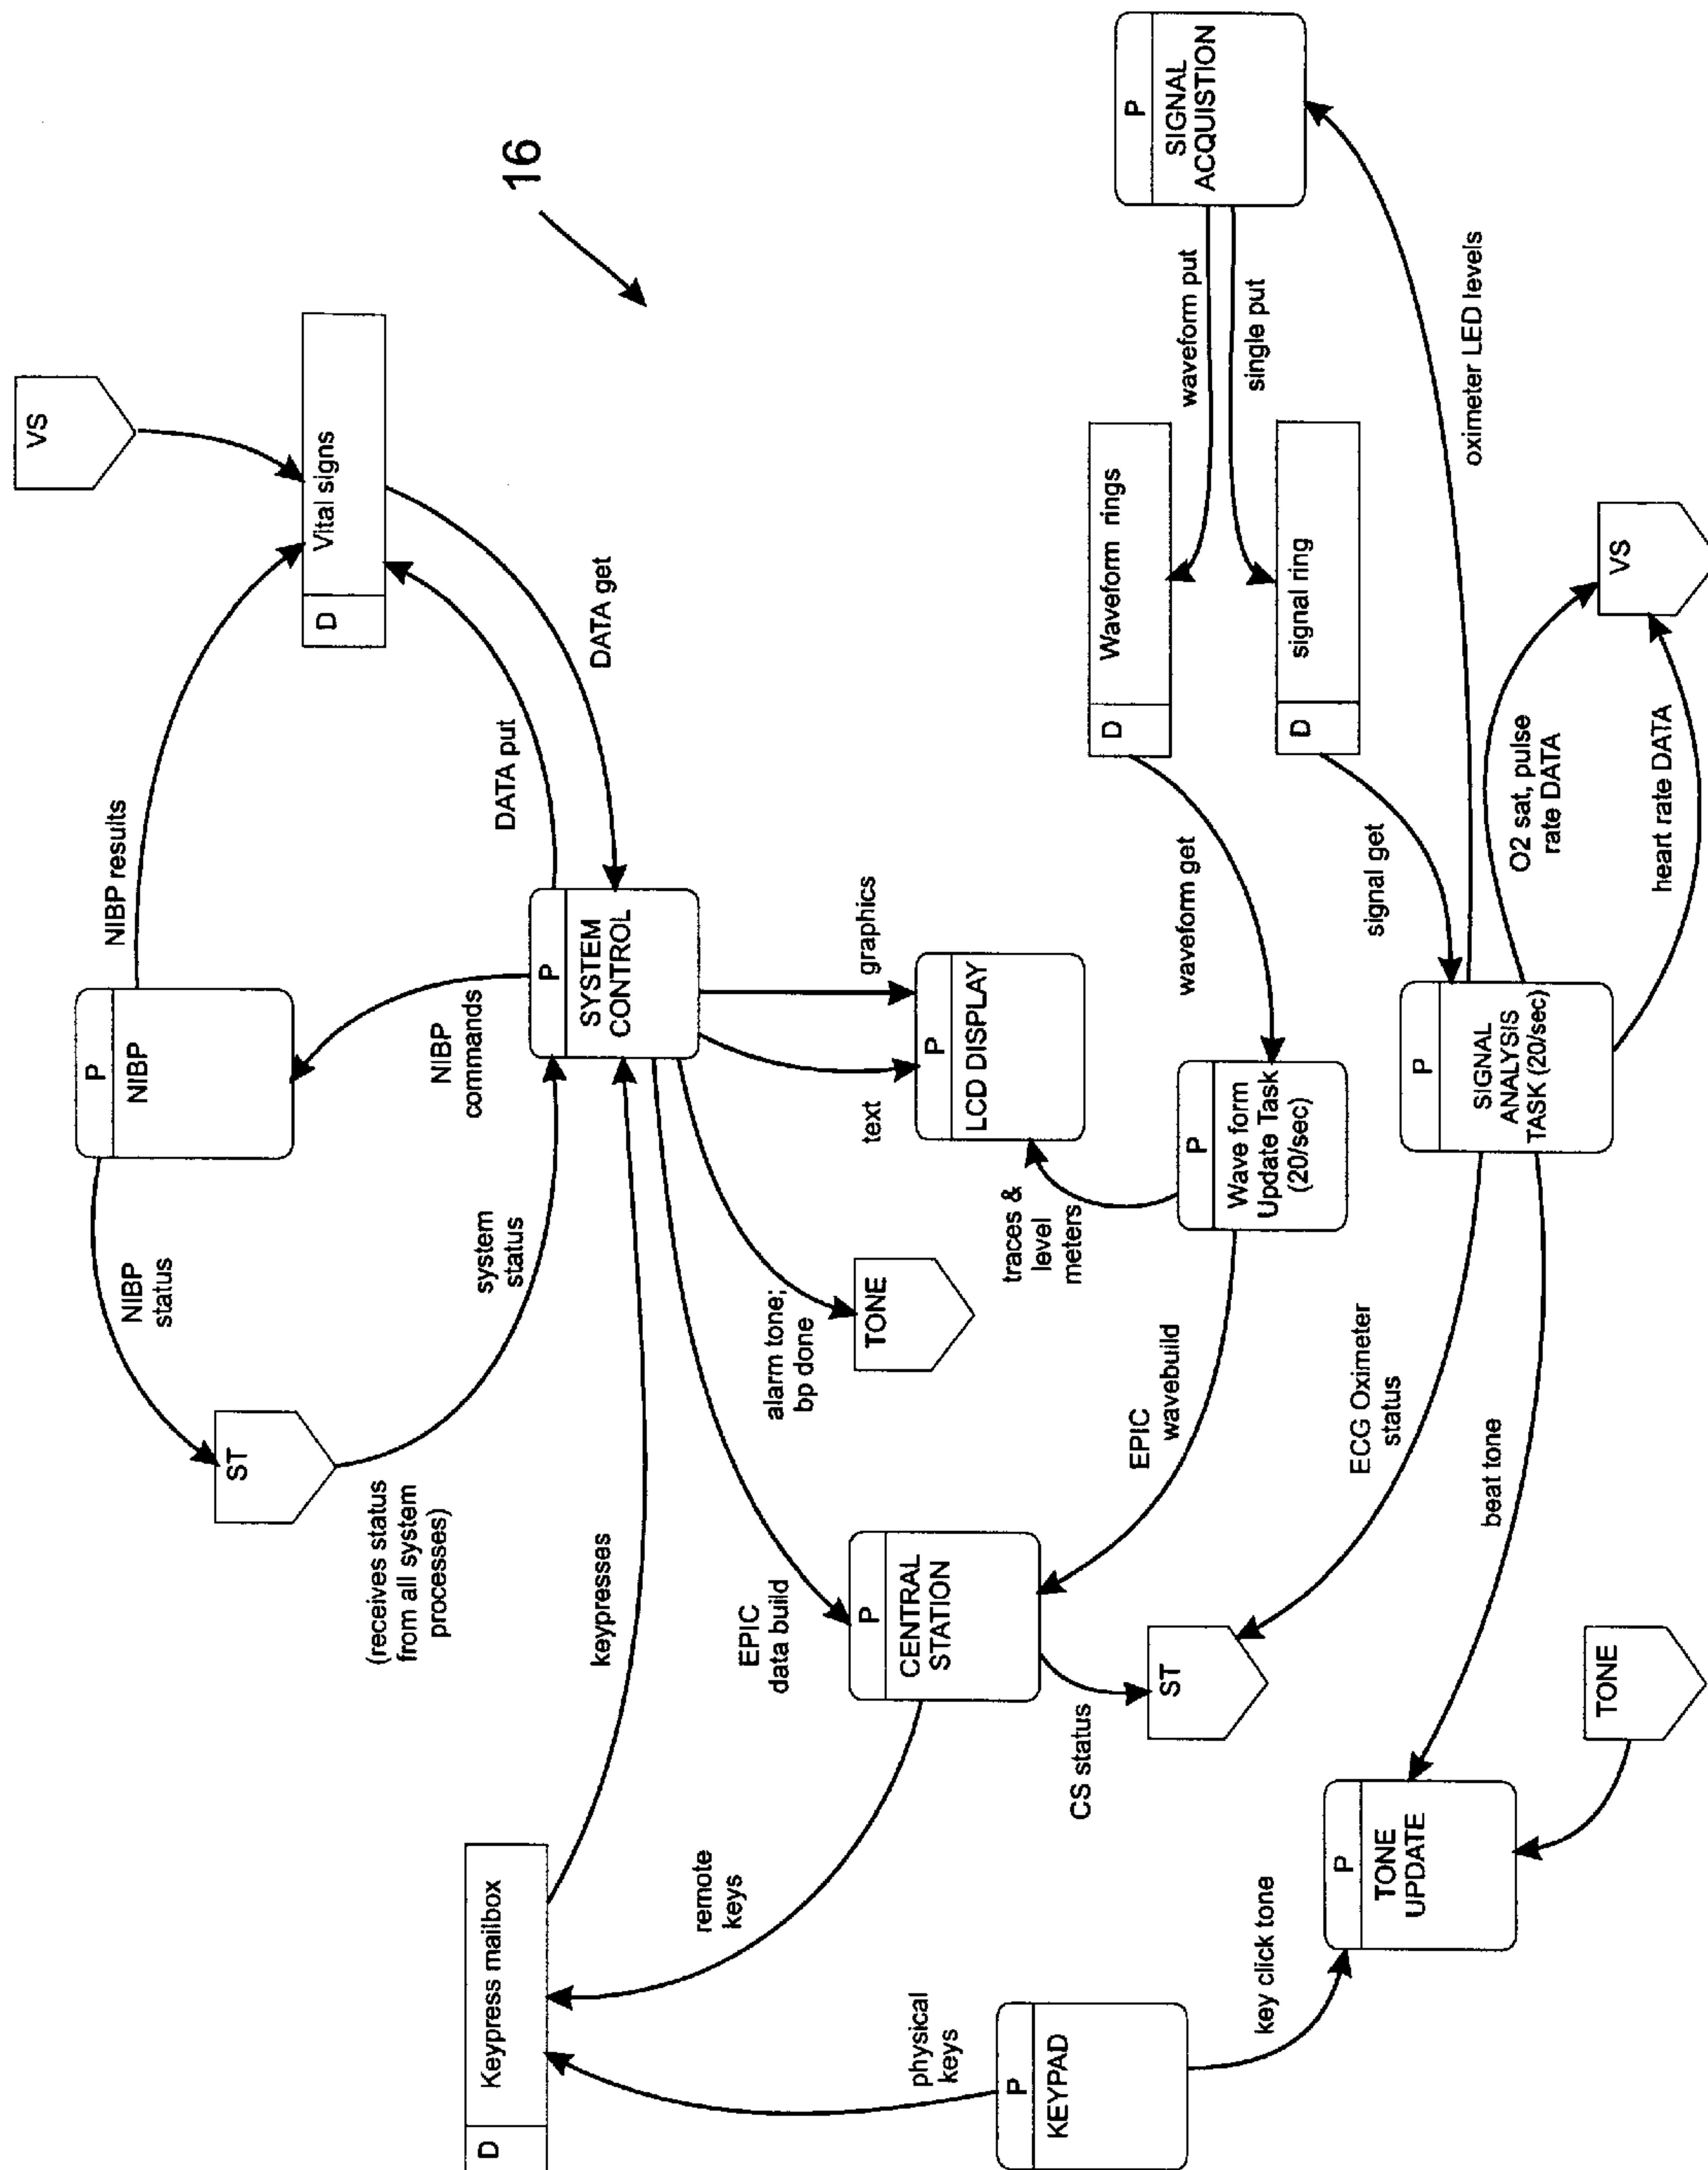 VS
P
NIBP
NIBP results
NIBP
status
ST
(receives status
from all system
processes)
D
Vital signs
NIBP
commands
system
status
DATA put
DATA get
16
D
Keypress mailbox
keypresses
P
SYSTEM
CONTROL
remote
keys
EPIC
data build
alarm tone;
bp done
TONE
text
graphics
P
LCD DISPLAY
physical
keys
P
KEYPAD
P
CENTRAL
STATION
traces &
level
meters
CS status
ST
EPIC
wavebuild
P
Wave form
Update Task
(20/sec)
waveform get
D
Waveform rings
waveform put
single put
P
SIGNAL
ACQUISTION
D
signal ring
signal get
key click tone
P
TONE
UPDATE
ECG Oximeter
status
beat tone
P
SIGNAL
ANALYSIS
TASK (20/sec)
oximeter LED levels
O2 sat, pulse
rate DATA
heart rate DATA
TONE
VS